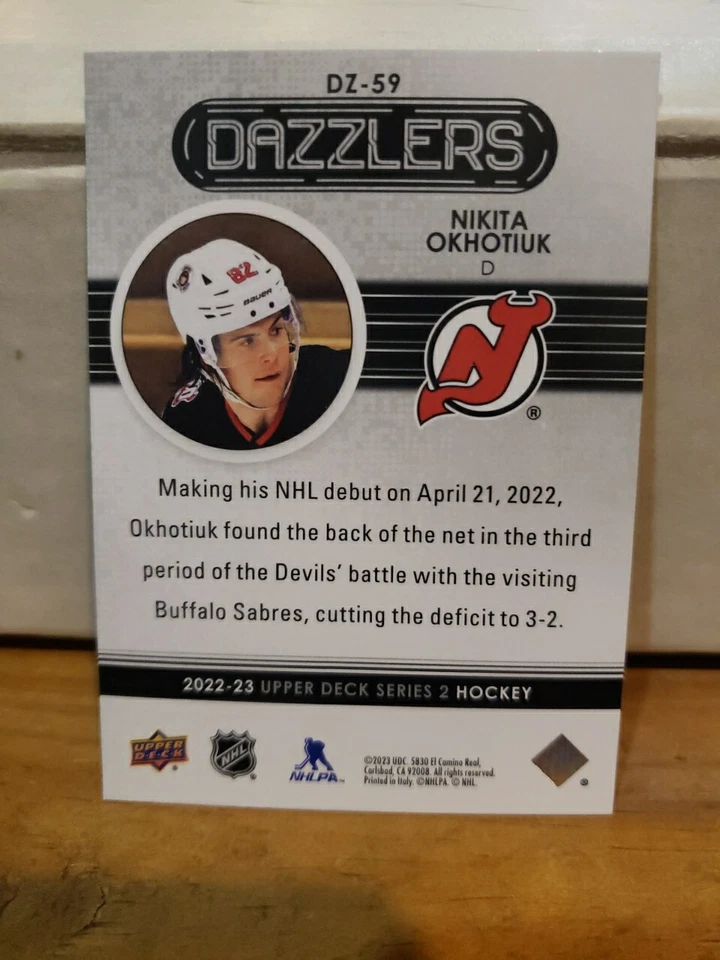 DZ-59
DAZZLERS
NIKITA
OKHOTIUK
D
82
BAUER
NJ
®
Making his NHL debut on April 21, 2022,
Okhotiuk found the back of the net in the third
period of the Devils' battle with the visiting
Buffalo Sabres, cutting the deficit to 3-2.
2022-23 UPPER DECK SERIES 2 HOCKEY
UPPER
DECK
NHL
NHLPA
©2023 UDC. 5830 El Camino Real,
Carlsbad, CA 92008. All rights reserved.
Printed in Italy. ©NHLPA. © NHL.